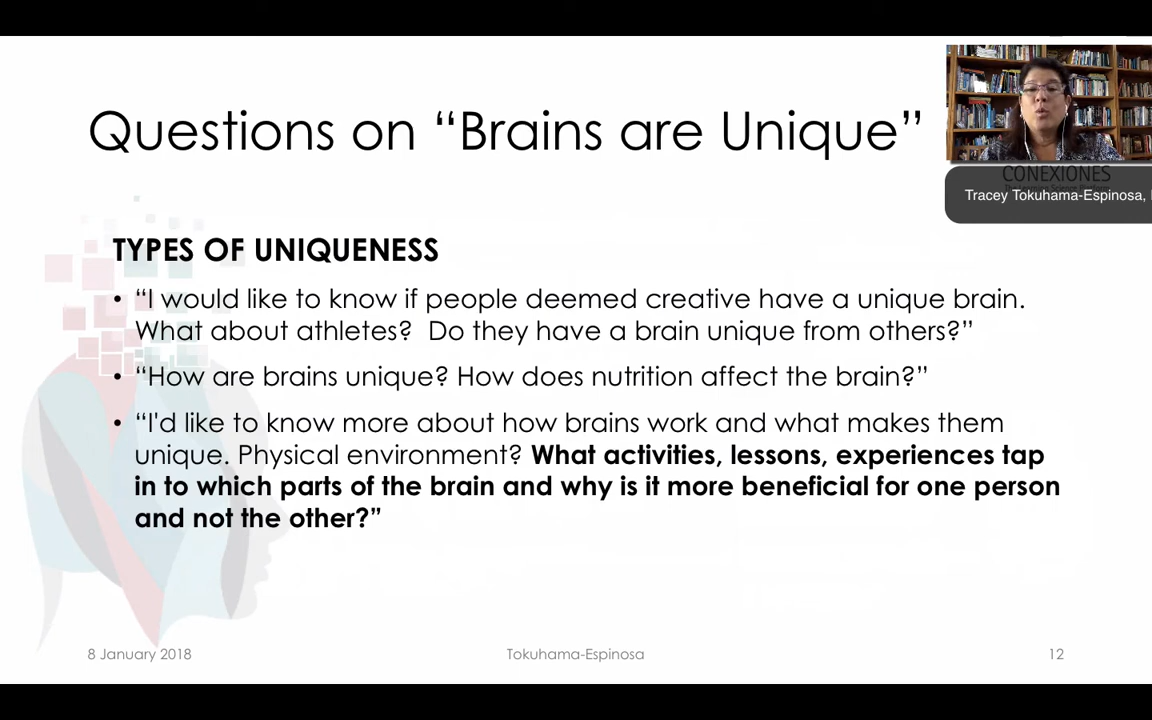 Questions on “Brains are Unique”
CONEXIONES
Tracey Tokuhama-Espinosa,
TYPES OF UNIQUENESS
• “I would like to know if people deemed creative have a unique brain.
What about athletes?  Do they have a brain unique from others?”
• “How are brains unique? How does nutrition affect the brain?”
• “I'd like to know more about how brains work and what makes them
unique. Physical environment? What activities, lessons, experiences tap
in to which parts of the brain and why is it more beneficial for one person
and not the other?”
8 January 2018
Tokuhama-Espinosa
12